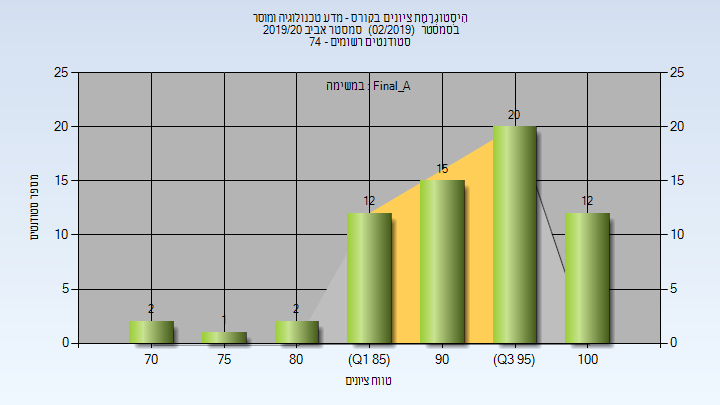 היסטוגרמת ציונים בקורס - מדע טכנולוגיה ומוסר
בסמסטר (02/2019) סמסטר אביב 2019/20
סטודנטים רשומים - 74
במשימה : Final_A
25 25
20 20
15 15
10 10
5 5
0 0
2 1 2 12 15 20 12
70 75 80 (Q1 85) 90 (Q3 95) 100
מספר סטודנטים
טווח ציונים